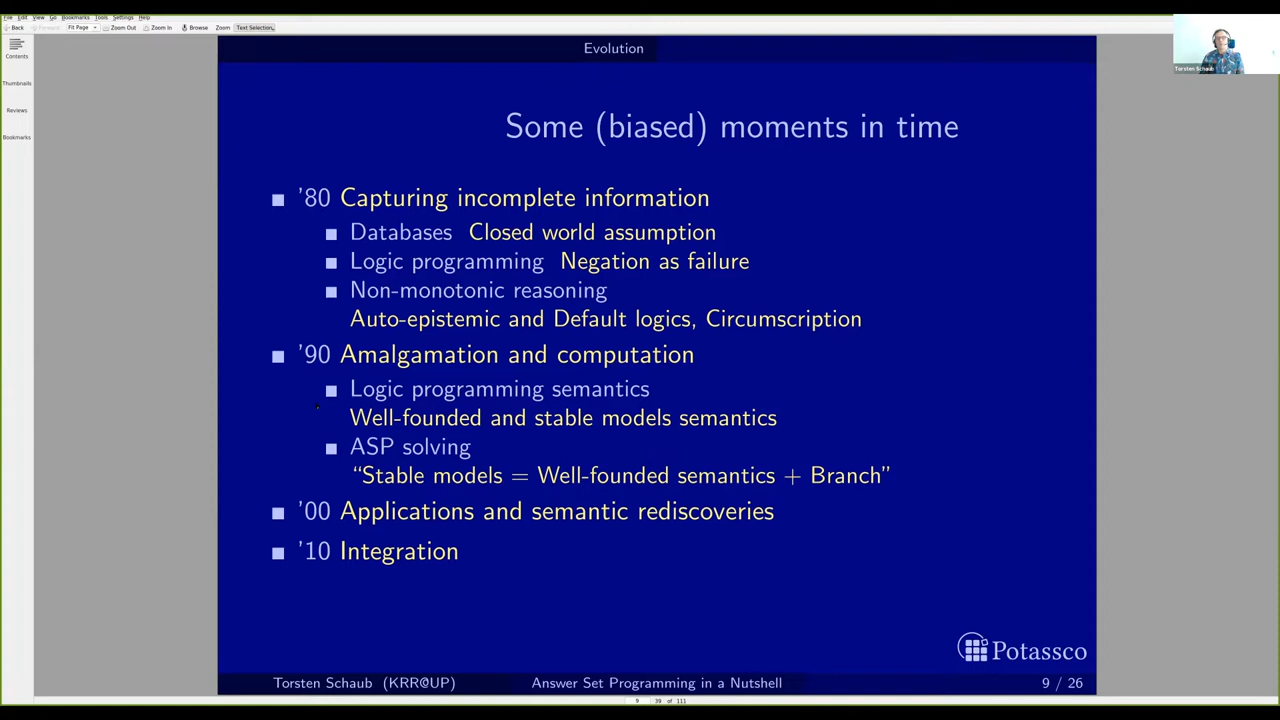 File Edit View Go Bookmarks Tools Settings Help
Back Forward Fit Page Zoom Out Zoom In Browse Zoom Text Selection
Contents
Thumbnails
Reviews
Bookmarks
Torsten Schaub
Evolution
Some (biased) moments in time
’80 Capturing incomplete information
Databases Closed world assumption
Logic programming Negation as failure
Non-monotonic reasoning
Auto-epistemic and Default logics, Circumscription
’90 Amalgamation and computation
Logic programming semantics
Well-founded and stable models semantics
ASP solving
“Stable models = Well-founded semantics + Branch”
’00 Applications and semantic rediscoveries
’10 Integration
Potassco
Torsten Schaub (KRR@UP) Answer Set Programming in a Nutshell 9 / 26
9 39 of 111